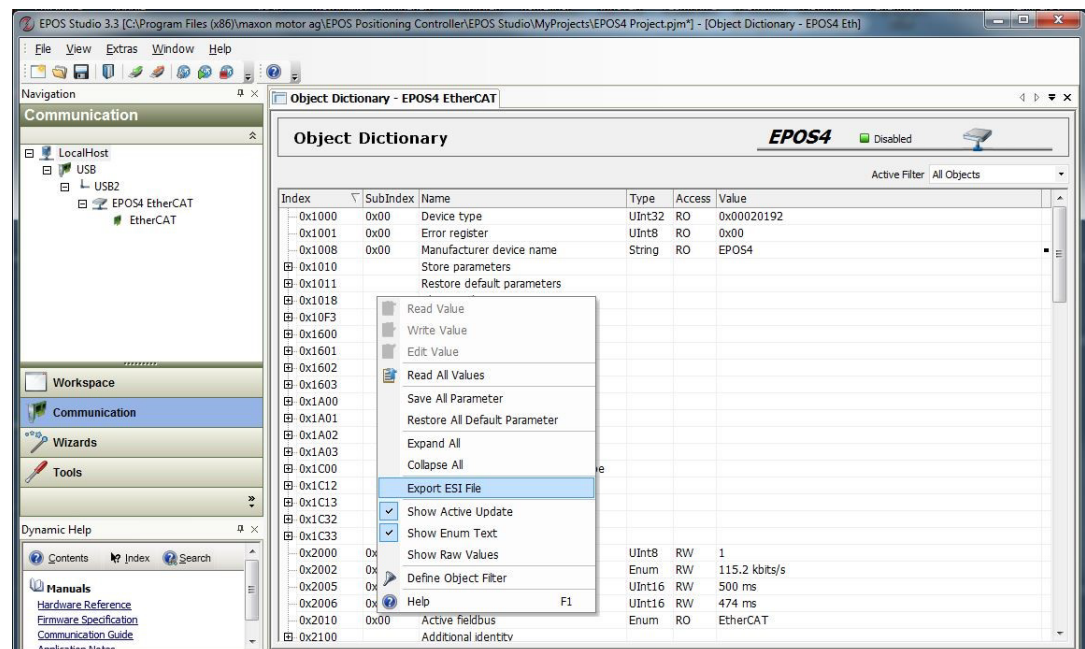 EPOS Studio 3.3 [C:\Program Files (x86)\maxon motor ag\EPOS Positioning Controller\EPOS Studio\MyProjects\EPOS4 Project.pjm*] - [Object Dictionary - EPOS4 Eth]
File View Extras Window Help
Navigation
Communication
LocalHost
USB
USB2
EPOS4 EtherCAT
EtherCAT
Workspace
Communication
Wizards
Tools
Dynamic Help
Contents Index Search
Manuals
Hardware Reference
Firmware Specification
Communication Guide
Application Notes
Object Dictionary - EPOS4 EtherCAT
Object Dictionary EPOS4 Disabled
Active Filter All Objects
Index SubIndex Name Type Access Value
0x1000 0x00 Device type UInt32 RO 0x00020192
0x1001 0x00 Error register UInt8 RO 0x00
0x1008 0x00 Manufacturer device name String RO EPOS4
0x1010 Store parameters
0x1011 Restore default parameters
0x1018
0x10F3
0x1600
0x1601
0x1602
0x1603
0x1A00
0x1A01
0x1A02
0x1A03
0x1C00
0x1C12
0x1C13
0x1C32
0x1C33
0x2000 UInt8 RW 1
0x2002 Enum RW 115.2 kbits/s
0x2005 UInt16 RW 500 ms
0x2006 UInt16 RW 474 ms
0x2010 0x00 Active fieldbus Enum RO EtherCAT
0x2100 Additional identity
Read Value
Write Value
Edit Value
Read All Values
Save All Parameter
Restore All Default Parameter
Expand All
Collapse All
Export ESI File
Show Active Update
Show Enum Text
Show Raw Values
Define Object Filter
Help F1